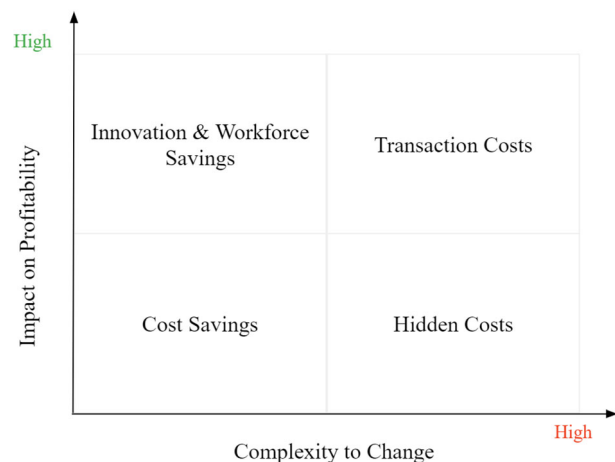 High
Impact on Profitability
Innovation & Workforce
Savings
Transaction Costs
Cost Savings
Hidden Costs
High
Complexity to Change